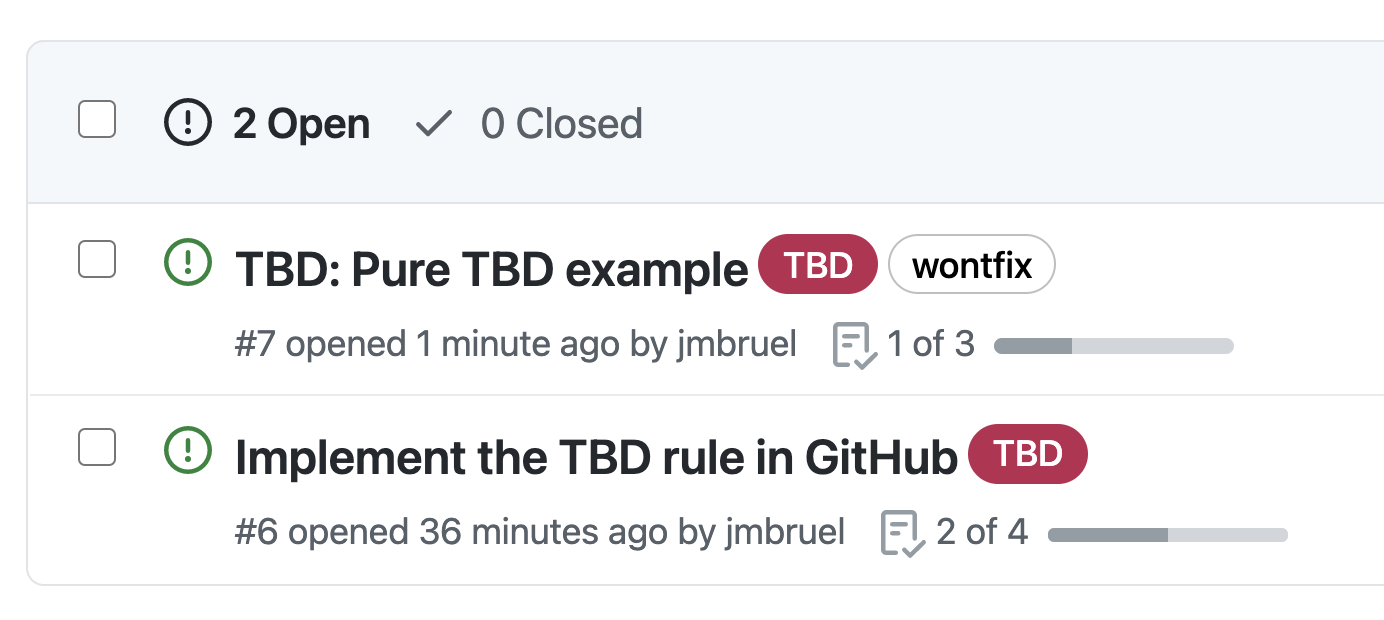 2 Open 0 Closed
TBD: Pure TBD example TBD wontfix
#7 opened 1 minute ago by jmbruel 1 of 3
Implement the TBD rule in GitHub TBD
#6 opened 36 minutes ago by jmbruel 2 of 4